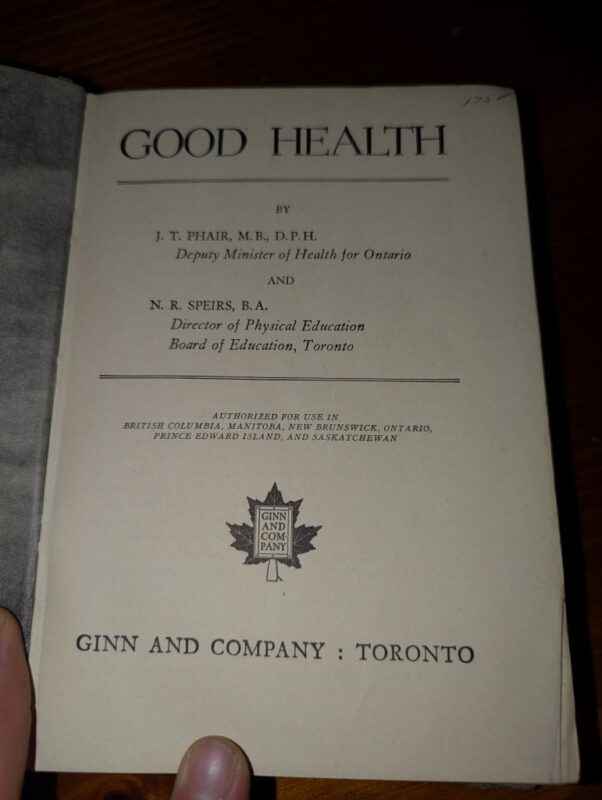 GOOD HEALTH
BY
J. T. PHAIR, M.B., D.P.H.
Deputy Minister of Health for Ontario
AND
N. R. SPEIRS, B.A.
Director of Physical Education
Board of Education, Toronto
AUTHORIZED FOR USE IN
BRITISH COLUMBIA, MANITOBA, NEW BRUNSWICK, ONTARIO,
PRINCE EDWARD ISLAND, AND SASKATCHEWAN
GINN
AND
COM-
PANY
GINN AND COMPANY : TORONTO